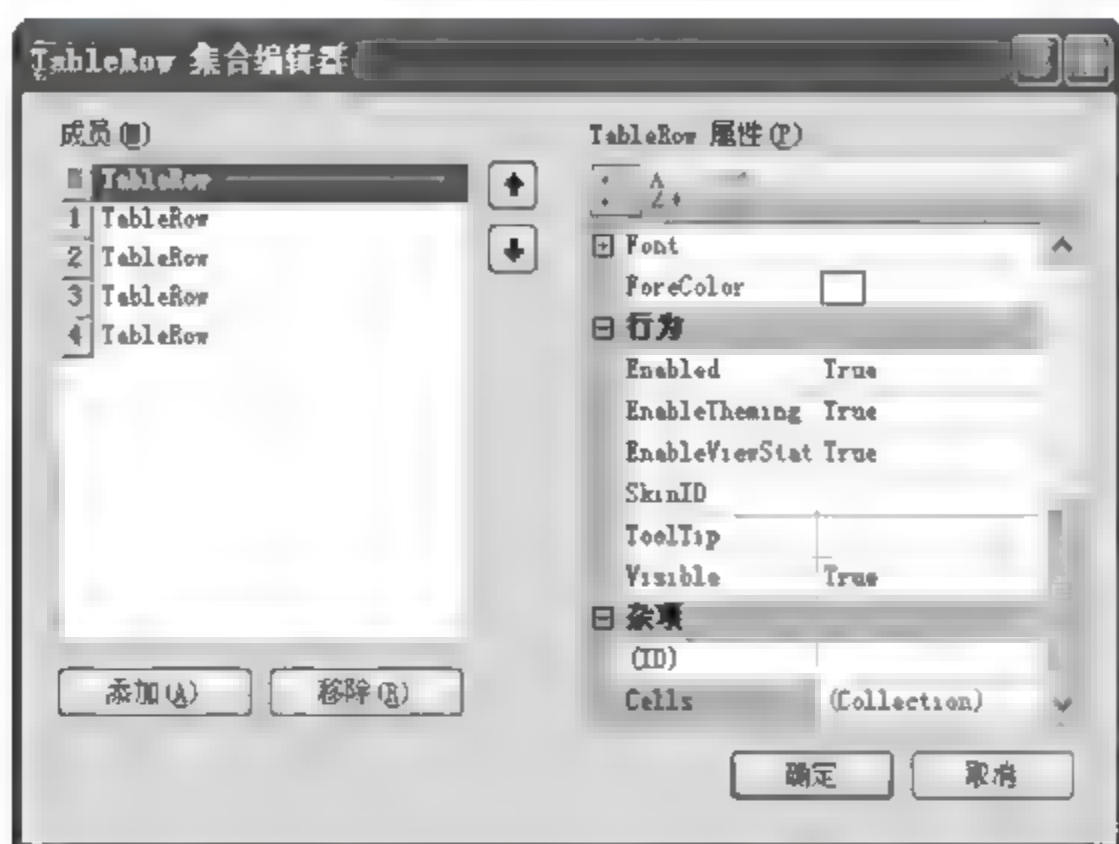 TableRow 集合编辑器
成员(M)
0 TableRow
1 TableRow
2 TableRow
3 TableRow
4 TableRow
添加(A)
移除(R)
TableRow 属性(P)
Font
ForeColor
行为
Enabled True
EnableTheming True
EnableViewStat True
SkinID
ToolTip
Visible True
杂项
(ID)
Cells (Collection)
确定
取消